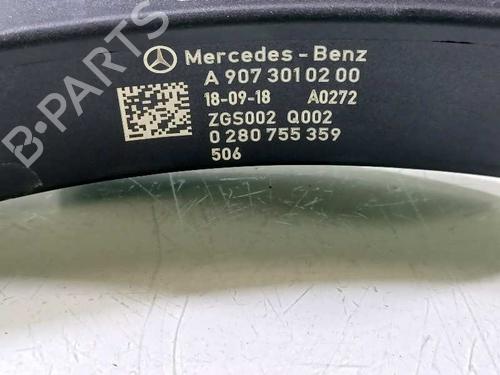 Mercedes-Benz
A 907 301 02 00
18-09-18 A0272
ZGS002 Q002
0 280 755 359
506
B-PARTS